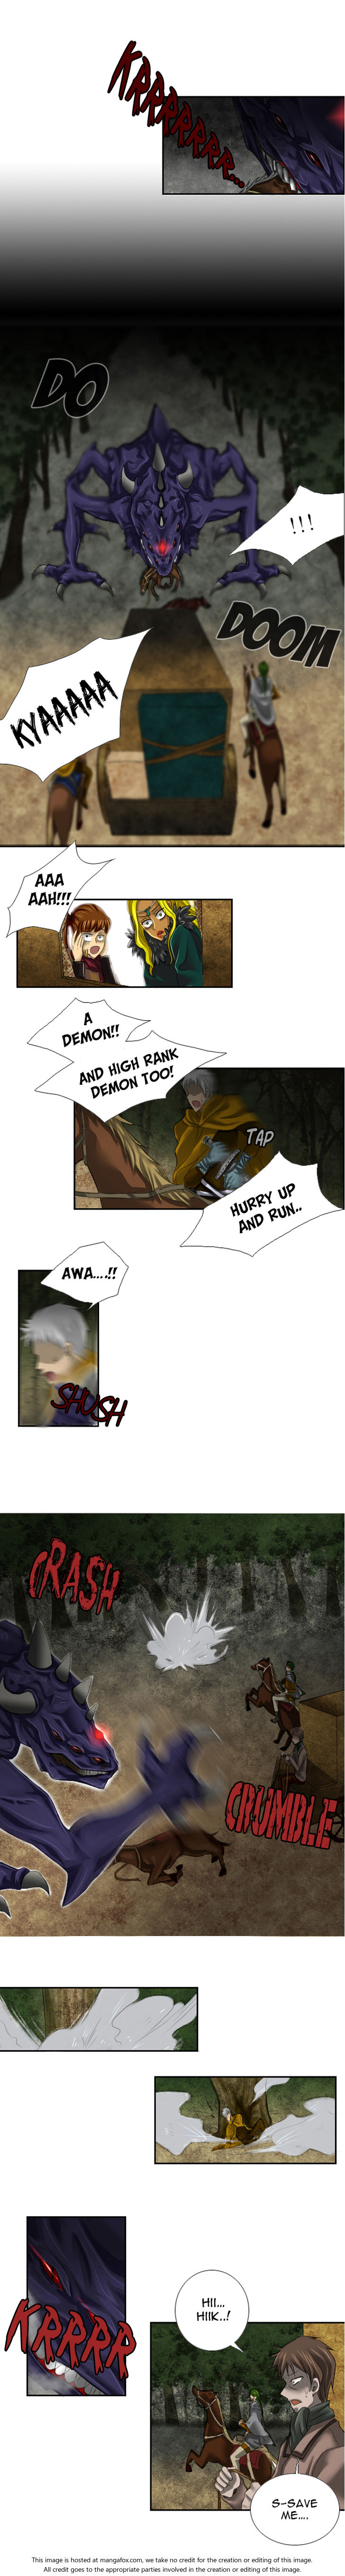 KRRRRRRRR...
DO
!!!
DOOM
KYAAAAA
AAA
AAH!!!
A
DEMON!!
AND HIGH RANK
DEMON TOO!
TAP
HURRY UP
AND RUN..
AWA....!!
SHUSH
CRASH
CRUMBLE
KRRRR
HII...
HIIK..!
S-SAVE
ME....
This image is hosted at mangafox.com, we take no credit for the creation or editing of this image.
All credit goes to the appropriate parties involved in the creation or editing of this image.